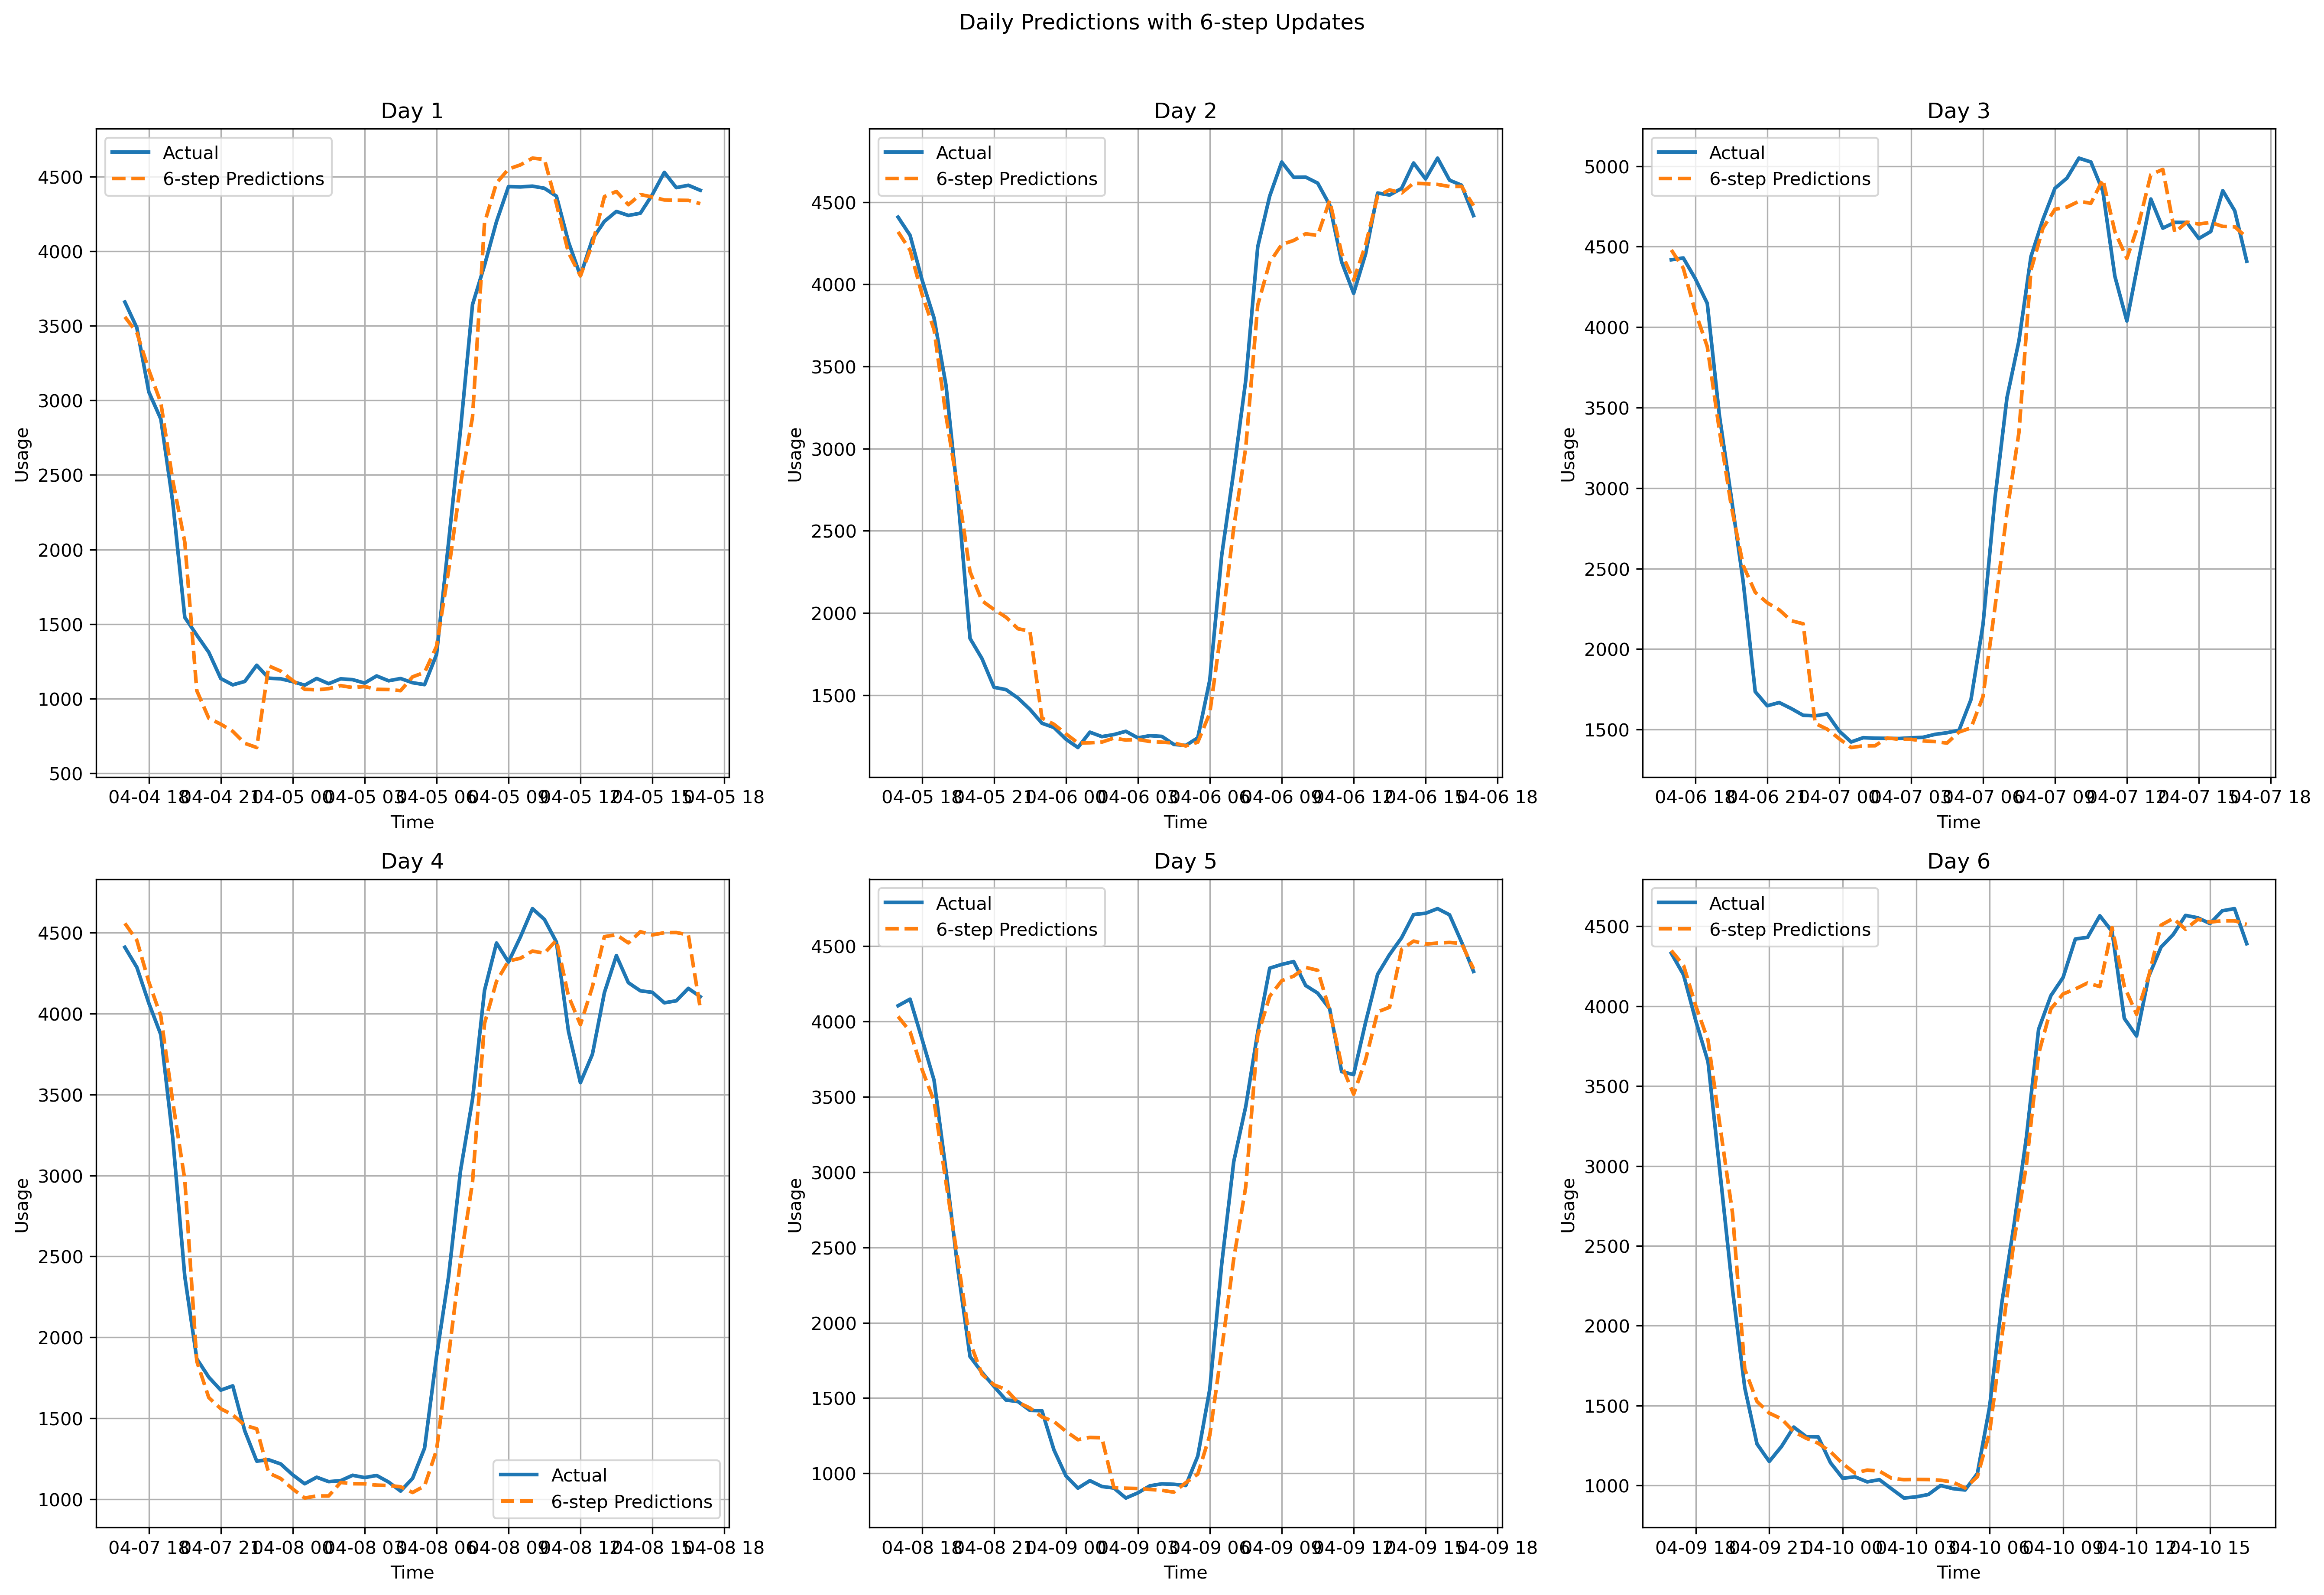 Daily Predictions with 6-step Updates
Day 1
Actual
6-step Predictions
4500
4000
3500
3000
2500
2000
1500
1000
500
Usage
04-04 18 04-04 21 04-05 00 04-05 03 04-05 06 04-05 09 04-05 12 04-05 15 04-05 18
Time
Day 2
Actual
6-step Predictions
4500
4000
3500
3000
2500
2000
1500
Usage
04-05 18 04-05 21 04-06 00 04-06 03 04-06 06 04-06 09 04-06 12 04-06 15 04-06 18
Time
Day 3
Actual
6-step Predictions
5000
4500
4000
3500
3000
2500
2000
1500
Usage
04-06 18 04-06 21 04-07 00 04-07 03 04-07 06 04-07 09 04-07 12 04-07 15 04-07 18
Time
Day 4
4500
4000
3500
3000
2500
2000
1500
1000
Usage
Actual
6-step Predictions
04-07 18 04-07 21 04-08 00 04-08 03 04-08 06 04-08 09 04-08 12 04-08 15 04-08 18
Time
Day 5
Actual
6-step Predictions
4500
4000
3500
3000
2500
2000
1500
1000
Usage
04-08 18 04-08 21 04-09 00 04-09 03 04-09 06 04-09 09 04-09 12 04-09 15 04-09 18
Time
Day 6
Actual
6-step Predictions
4500
4000
3500
3000
2500
2000
1500
1000
Usage
04-09 18 04-09 21 04-10 00 04-10 03 04-10 06 04-10 09 04-10 12 04-10 15
Time